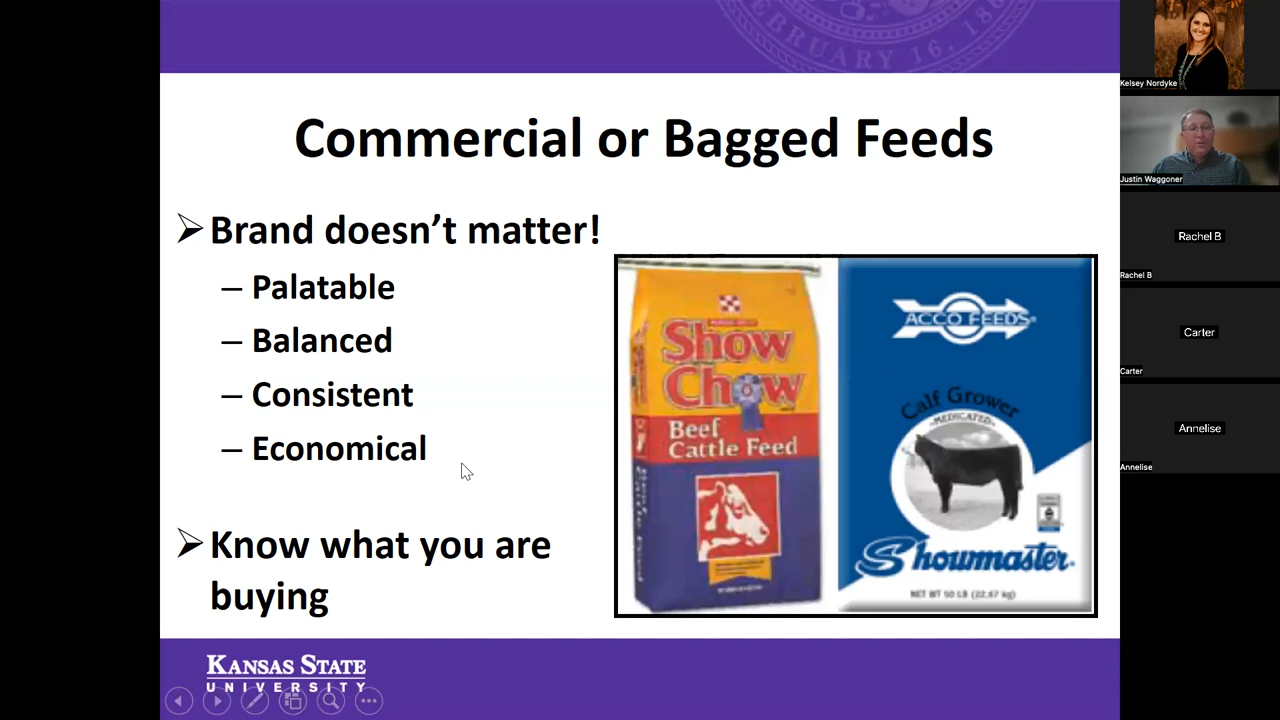 FEBRUARY 16, 186
Commercial or Bagged Feeds
➢ Brand doesn't matter!
– Palatable
– Balanced
– Consistent
– Economical
➢ Know what you are
buying
Show
Chow
Beef
Cattle Feed
ACCO FEEDS®
Calf Grower
MEDICATED
Showmaster®
NET WT 50 LB (22.67 kg)
KANSAS STATE
UNIVERSITY
Kelsey Nordyke
Justin Waggoner
Rachel B
Rachel B
Carter
Carter
Annelise
Annelise